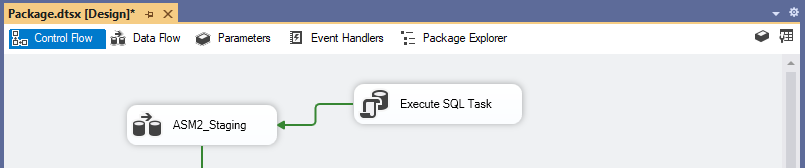 Package.dtsx [Design]*
Control Flow Data Flow Parameters Event Handlers Package Explorer
Execute SQL Task
ASM2_Staging